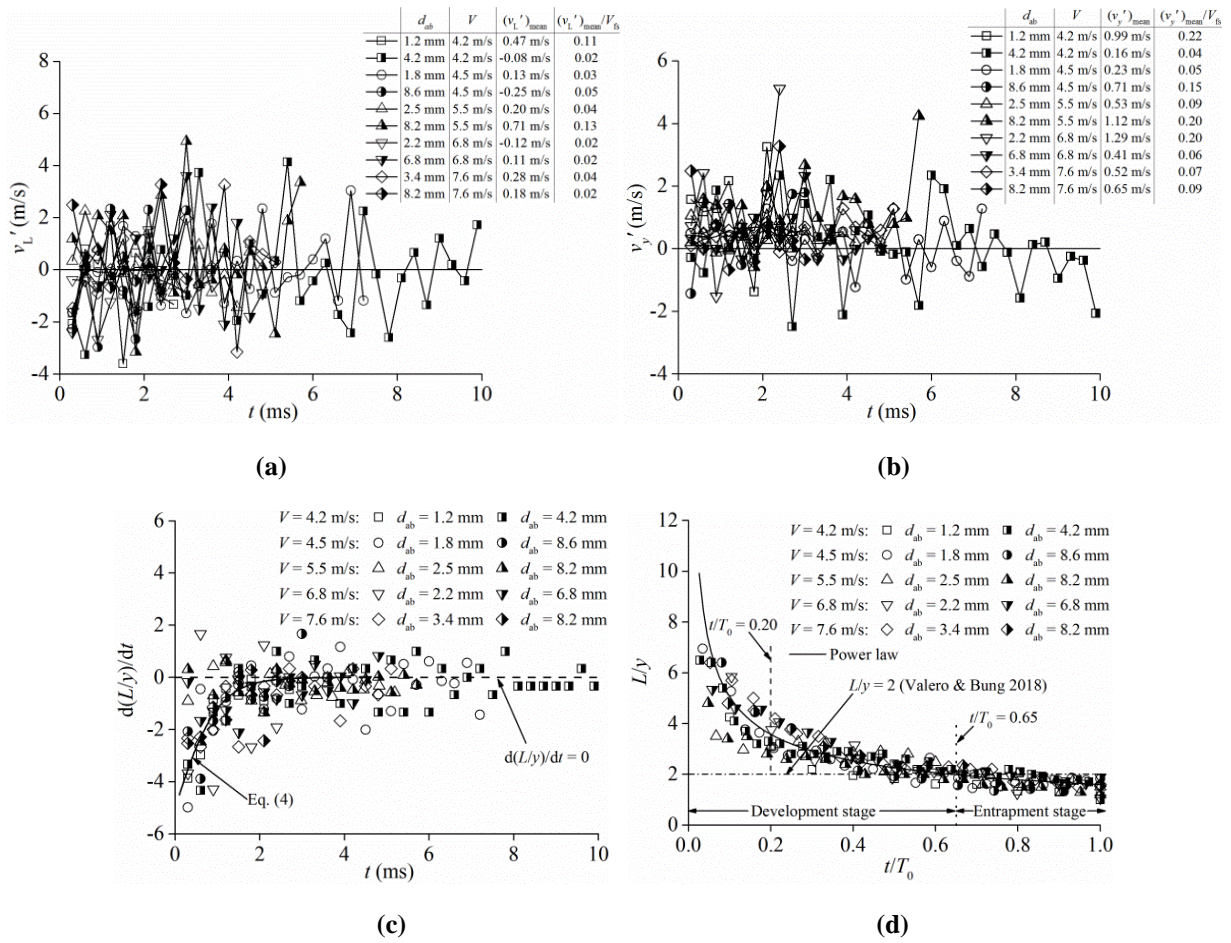 d_ab V (v_L′)_mean (v_L′)_mean/V_fs
1.2 mm 4.2 m/s 0.47 m/s 0.11
4.2 mm 4.2 m/s -0.08 m/s 0.02
1.8 mm 4.5 m/s 0.13 m/s 0.03
8.6 mm 4.5 m/s -0.25 m/s 0.05
2.5 mm 5.5 m/s 0.20 m/s 0.04
8.2 mm 5.5 m/s 0.71 m/s 0.13
2.2 mm 6.8 m/s -0.12 m/s 0.02
6.8 mm 6.8 m/s 0.11 m/s 0.02
3.4 mm 7.6 m/s 0.28 m/s 0.04
8.2 mm 7.6 m/s 0.18 m/s 0.02
8
6
4
2
0
-2
-4
v_L′ (m/s)
0 2 4 6 8 10
t (ms)
(a)
d_ab V (v_y′)_mean (v_y′)_mean/V_fs
1.2 mm 4.2 m/s 0.99 m/s 0.22
4.2 mm 4.2 m/s 0.16 m/s 0.04
1.8 mm 4.5 m/s 0.23 m/s 0.05
8.6 mm 4.5 m/s 0.71 m/s 0.15
2.5 mm 5.5 m/s 0.53 m/s 0.09
8.2 mm 5.5 m/s 1.12 m/s 0.20
2.2 mm 6.8 m/s 1.29 m/s 0.20
6.8 mm 6.8 m/s 0.41 m/s 0.06
3.4 mm 7.6 m/s 0.52 m/s 0.07
8.2 mm 7.6 m/s 0.65 m/s 0.09
6
4
2
0
-2
-4
v_y′ (m/s)
0 2 4 6 8 10
t (ms)
(b)
V = 4.2 m/s: d_ab = 1.2 mm d_ab = 4.2 mm
V = 4.5 m/s: d_ab = 1.8 mm d_ab = 8.6 mm
V = 5.5 m/s: d_ab = 2.5 mm d_ab = 8.2 mm
V = 6.8 m/s: d_ab = 2.2 mm d_ab = 6.8 mm
V = 7.6 m/s: d_ab = 3.4 mm d_ab = 8.2 mm
6
4
2
0
-2
-4
-6
d(L/y)/dt
d(L/y)/dt = 0
Eq. (4)
0 2 4 6 8 10
t (ms)
(c)
V = 4.2 m/s: d_ab = 1.2 mm d_ab = 4.2 mm
V = 4.5 m/s: d_ab = 1.8 mm d_ab = 8.6 mm
V = 5.5 m/s: d_ab = 2.5 mm d_ab = 8.2 mm
V = 6.8 m/s: d_ab = 2.2 mm d_ab = 6.8 mm
V = 7.6 m/s: d_ab = 3.4 mm d_ab = 8.2 mm
Power law
t/T_0 = 0.20
L/y = 2 (Valero & Bung 2018)
t/T_0 = 0.65
Development stage
Entrapment stage
12
10
8
6
4
2
0
L/y
0.0 0.2 0.4 0.6 0.8 1.0
t/T_0
(d)